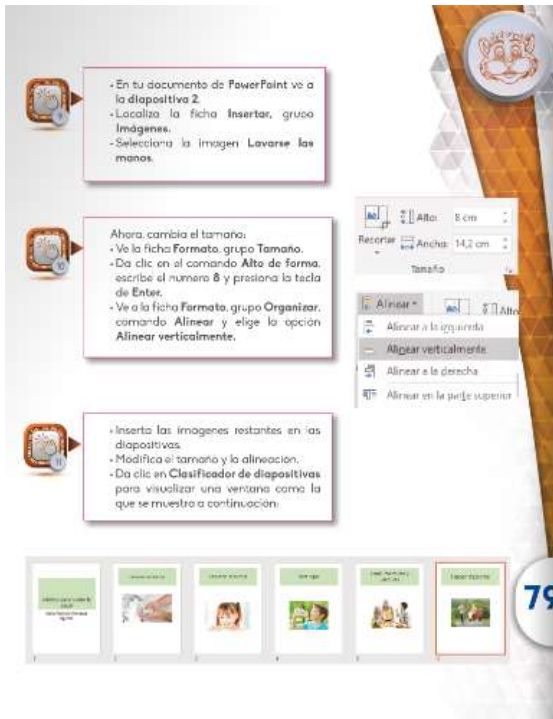 - En tu documento de PowerPoint ve a
la diapositiva 2.
- Localiza la ficha Insertar, grupo
Imágenes.
- Selecciona la imagen Lavarse las
manos.
9
Ahora, cambia el tamaño:
- Ve la ficha Formato, grupo Tamaño.
- Da clic en el comando Alto de forma,
escribe el numero 8 y presiona la tecla
de Enter.
- Ve a la ficha Formato, grupo Organizar,
comando Alinear y elige la opción
Alinear verticalmente.
10
Alto: 8 cm
Recortar Ancho: 14,2 cm
Tamaño
Alinear Alto
Alinear a la izquierda
Alinear verticalmente
Alinear a la derecha
Alinear en la parte superior
- Inserta las imagenes restantes en las
diapositivas.
- Modifica el tamaño y la alineación.
- Da clic en Clasificador de diapositivas
para visualizar una ventana como la
que se muestra a continuación:
11
79